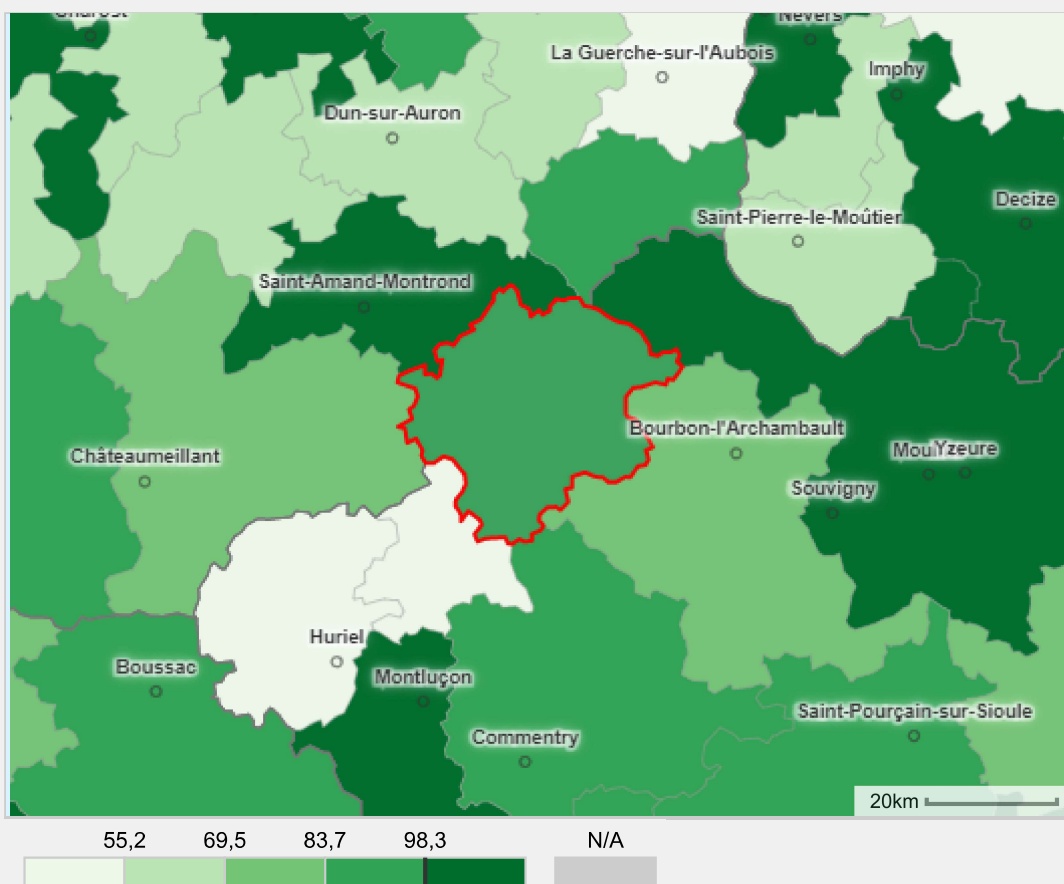 Charost
Nevers
La Guerche-sur-l'Aubois
Imphy
Dun-sur-Auron
Decize
Saint-Pierre-le-Moûtier
Saint-Amand-Montrond
Bourbon-l'Archambault
Châteaumeillant
Yzeure
Souvigny
Huriel
Boussac
Montluçon
Saint-Pourçain-sur-Sioule
Commentry
20km
55,2 69,5 83,7 98,3 N/A